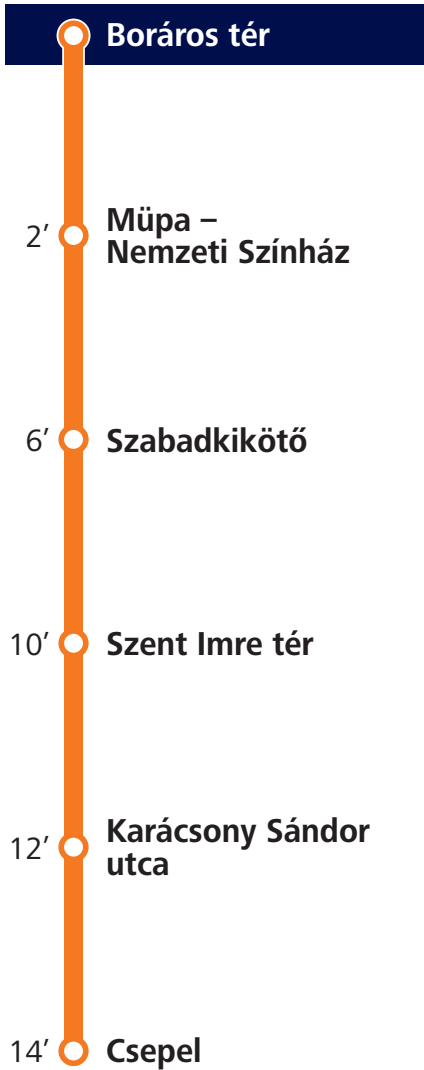 Boráros tér
2’ Müpa –
Nemzeti Színház
6’ Szabadkikötő
10’ Szent Imre tér
12’ Karácsony Sándor
utca
14’ Csepel